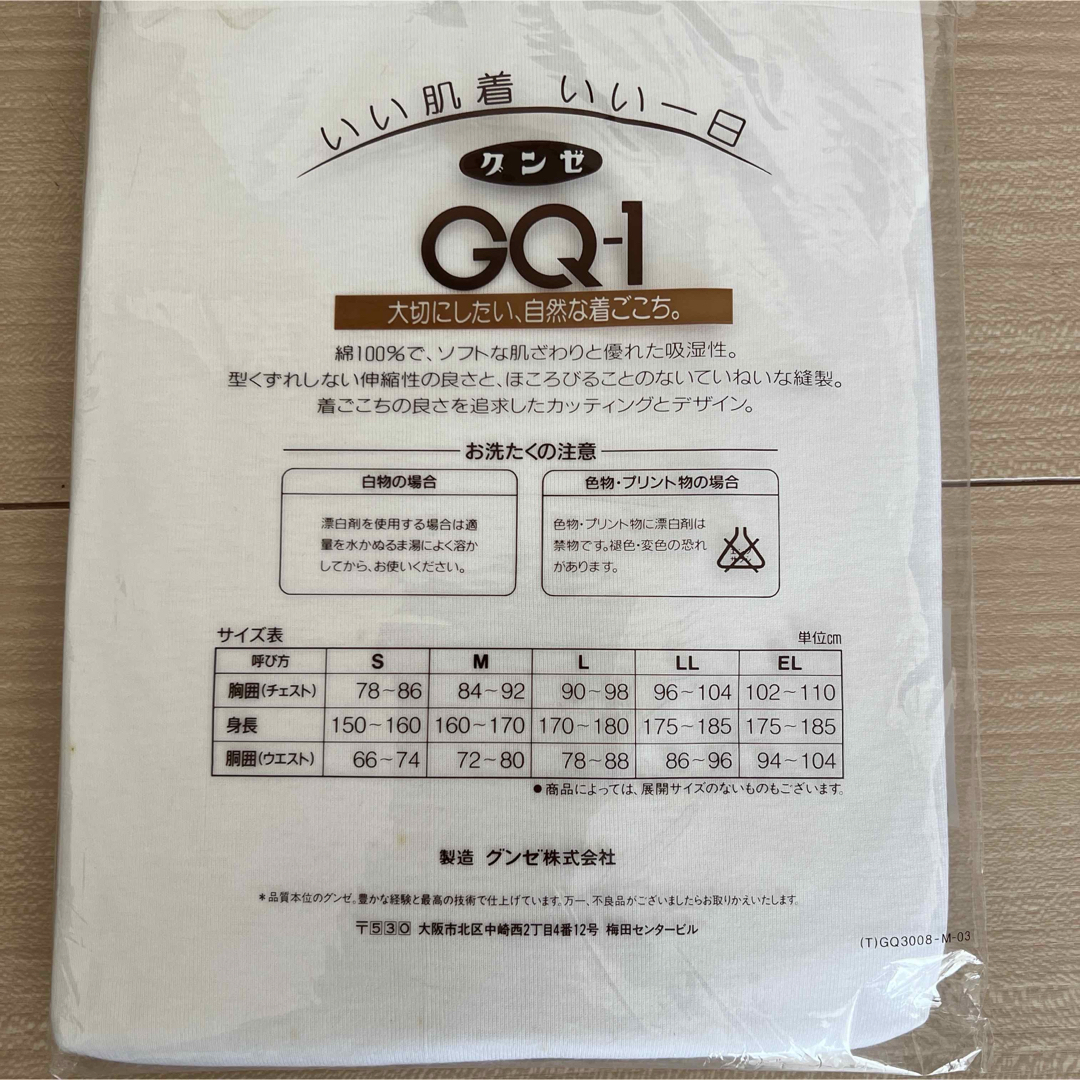 いい肌着 いい一日
グンゼ
GQ-1
大切にしたい、自然な着ごこち。
綿100%で、ソフトな肌ざわりと優れた吸湿性。
型くずれしない伸縮性の良さと、ほころびることのないていねいな縫製。
着ごこちの良さを追求したカッティングとデザイン。
お洗たくの注意
白物の場合
漂白剤を使用する場合は適
量を水かぬるま湯によく溶か
してから、お使いください。
色物・プリント物の場合
色物・プリント物に漂白剤は
禁物です。褪色・変色の恐れ
があります。
サイズ表 単位cm
呼び方 S M L LL EL
胸囲(チェスト) 78~86 84~92 90~98 96~104 102~110
身長 150~160 160~170 170~180 175~185 175~185
胴囲(ウエスト) 66~74 72~80 78~88 86~96 94~104
●商品によっては、展開サイズのないものもございます。
製造 グンゼ株式会社
*品質本位のグンゼ。豊かな経験と最高の技術で仕上げています。万一、不良品がございましたらお取りかえいたします。
〒530 大阪市北区中崎西2丁目4番12号 梅田センタービル
(T)GQ3008-M-03